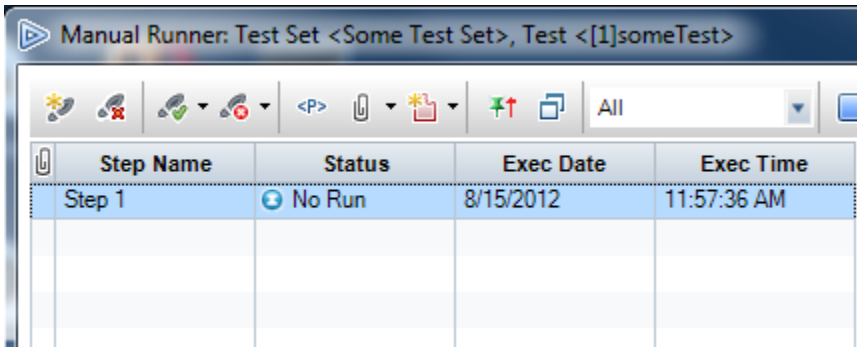 Manual Runner: Test Set <Some Test Set>, Test <[1]someTest>
<P> All
Step Name Status Exec Date Exec Time
Step 1 No Run 8/15/2012 11:57:36 AM